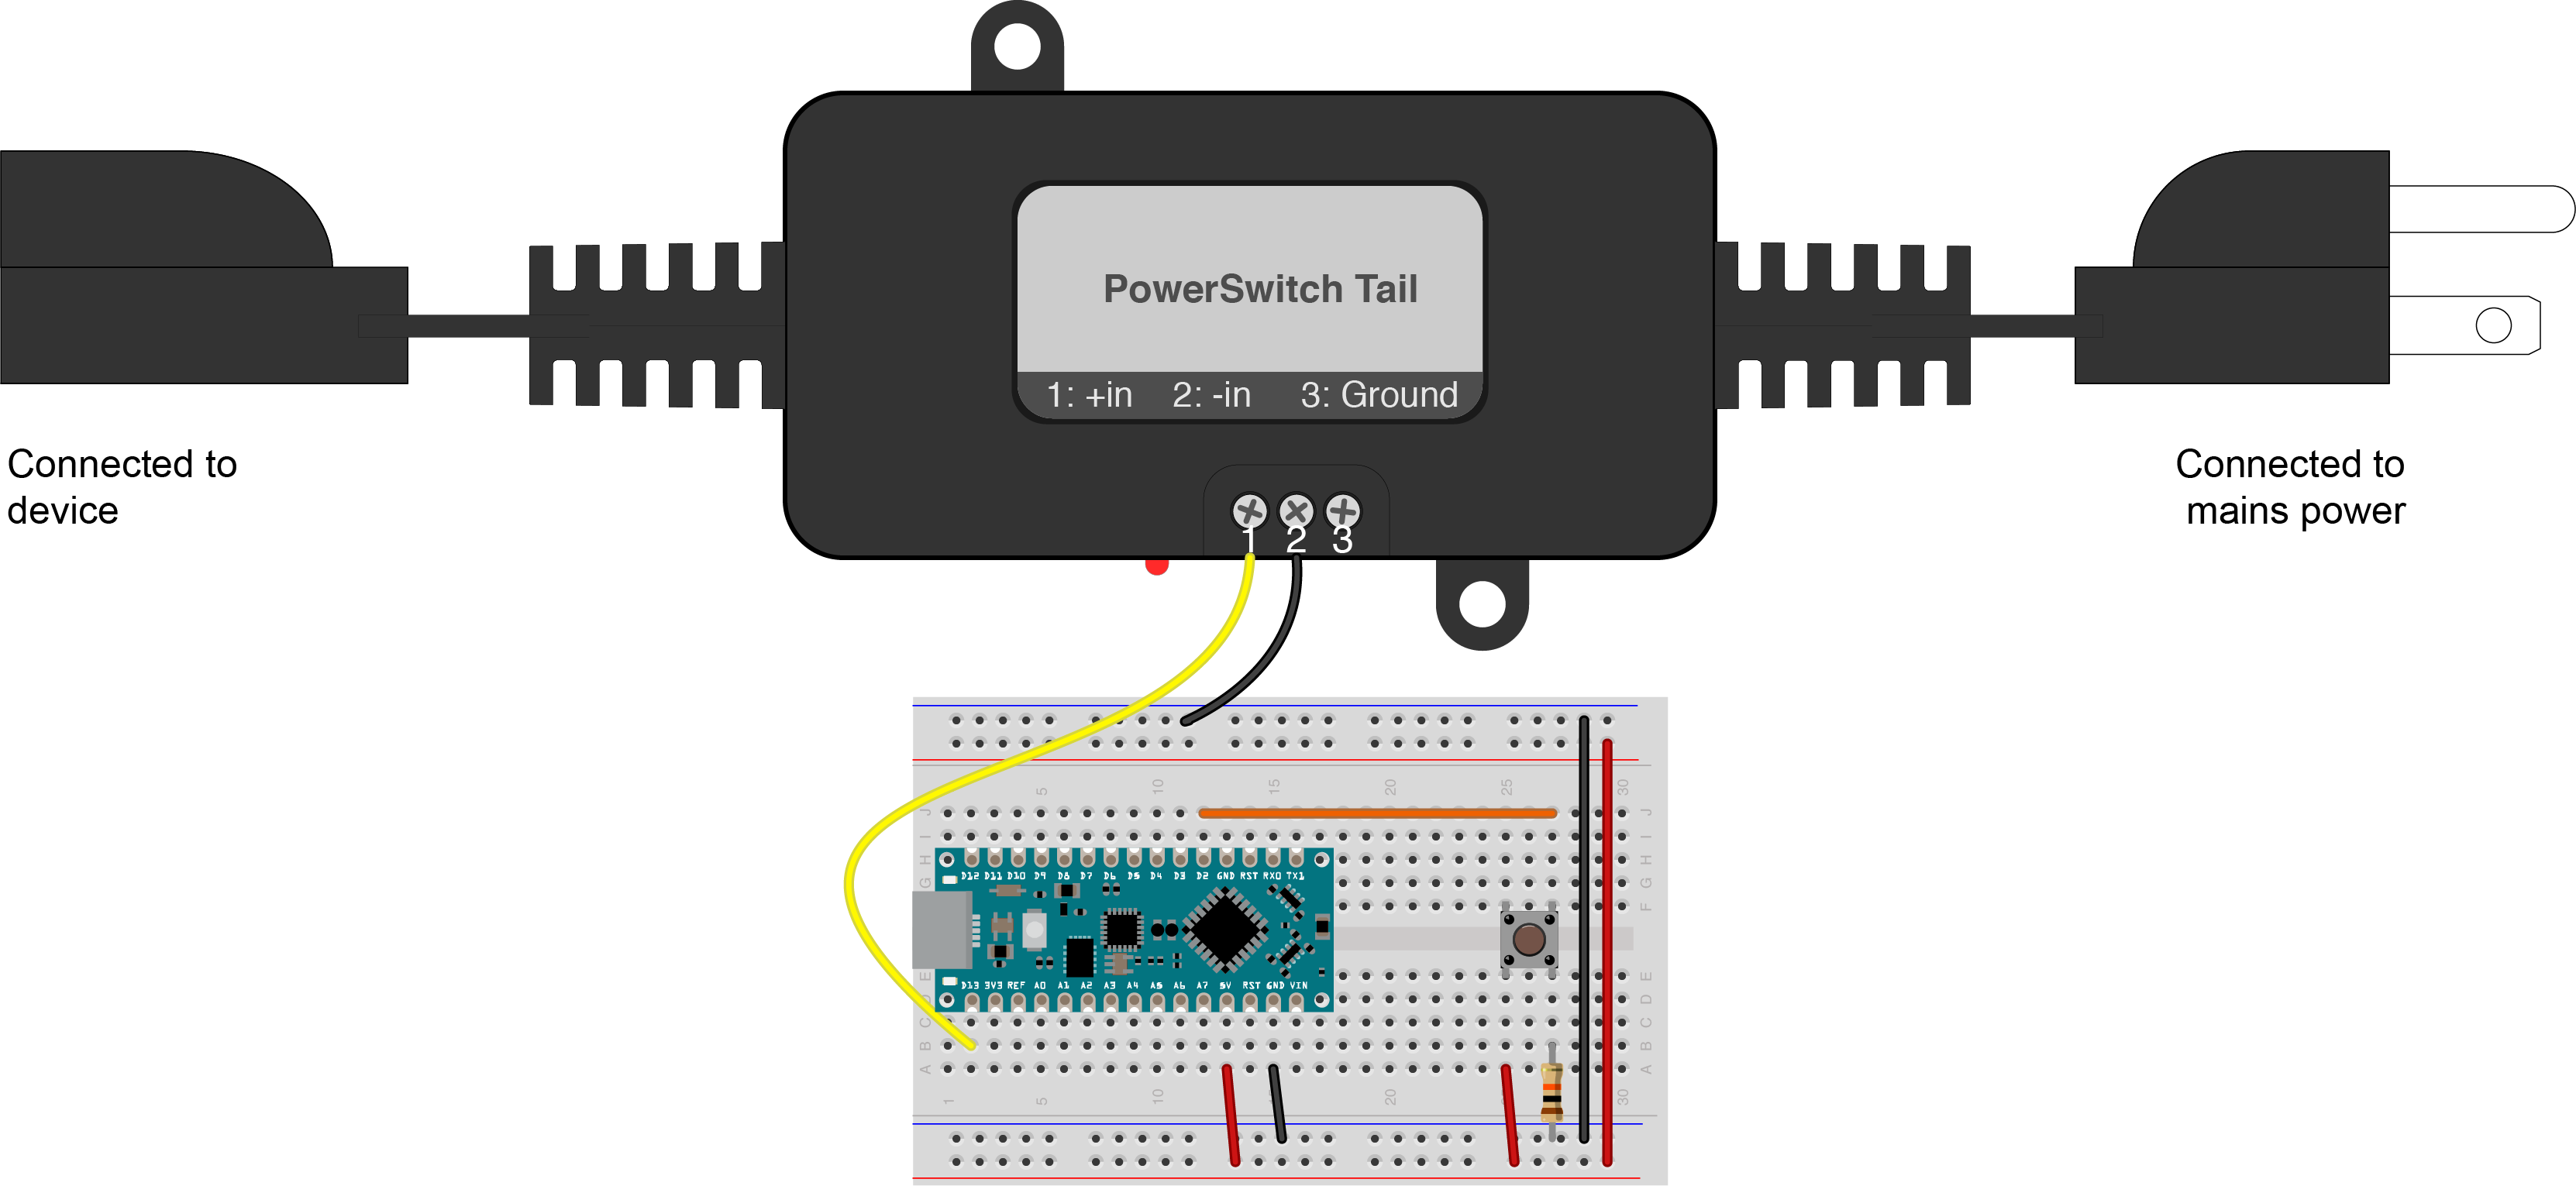 PowerSwitch Tail
1: +in 2: -in 3: Ground
Connected to
device
Connected to
mains power
1 2 3
5 10 15 20 25 30
J J
I I
H H
D12 D11 D10 D9 D8 D7 D6 D5 D4 D3 D2 GND RST RX0 TX1
G G
F F
E E
D13 3V3 REF A0 A1 A2 A3 A4 A5 A6 A7 5V RST GND VIN
D D
C C
B B
A A
1 5 10 20 30